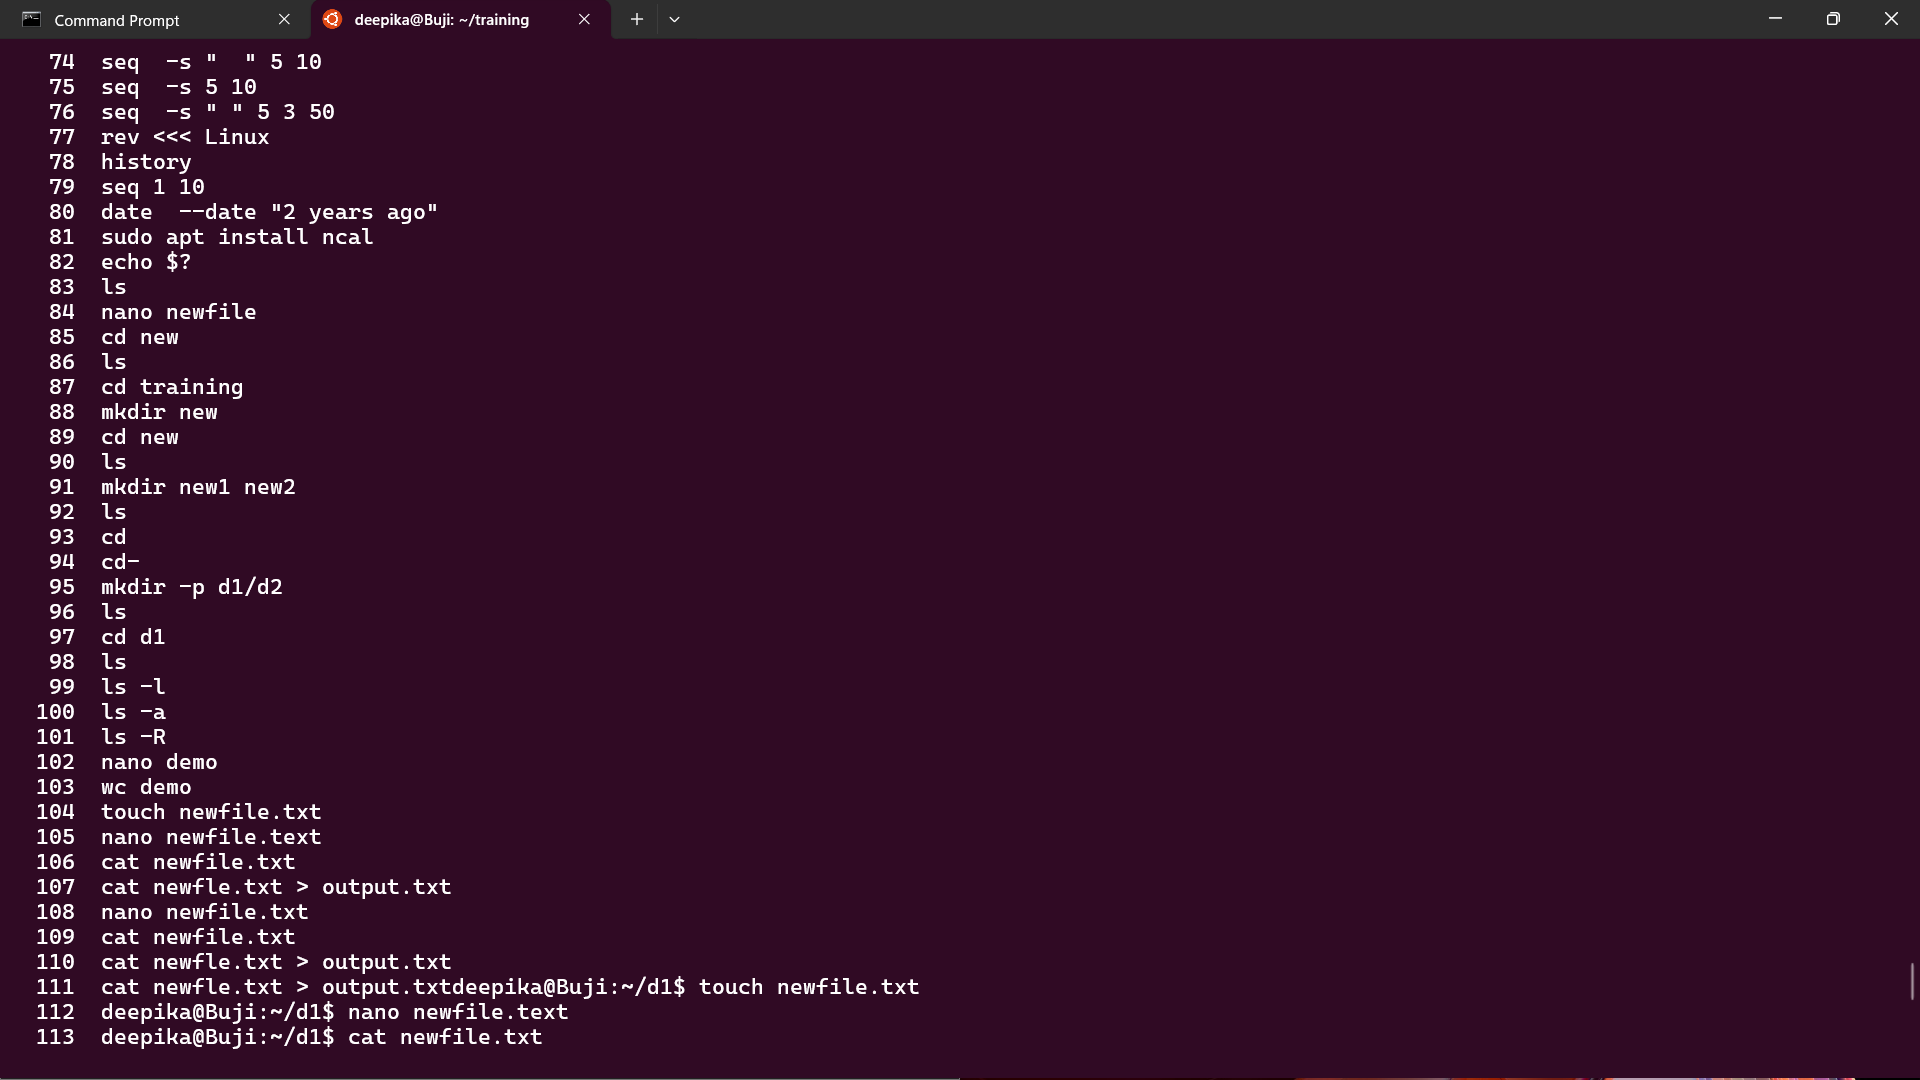 Command Prompt
deepika@Buji: ~/training
74  seq  -s "  " 5 10
75  seq  -s 5 10
76  seq  -s " " 5 3 50
77  rev <<< Linux
78  history
79  seq 1 10
80  date  --date "2 years ago"
81  sudo apt install ncal
82  echo $?
83  ls
84  nano newfile
85  cd new
86  ls
87  cd training
88  mkdir new
89  cd new
90  ls
91  mkdir new1 new2
92  ls
93  cd
94  cd-
95  mkdir -p d1/d2
96  ls
97  cd d1
98  ls
99  ls -l
100  ls -a
101  ls -R
102  nano demo
103  wc demo
104  touch newfile.txt
105  nano newfile.text
106  cat newfile.txt
107  cat newfle.txt > output.txt
108  nano newfile.txt
109  cat newfile.txt
110  cat newfle.txt > output.txt
111  cat newfle.txt > output.txtdeepika@Buji:~/d1$ touch newfile.txt
112  deepika@Buji:~/d1$ nano newfile.text
113  deepika@Buji:~/d1$ cat newfile.txt